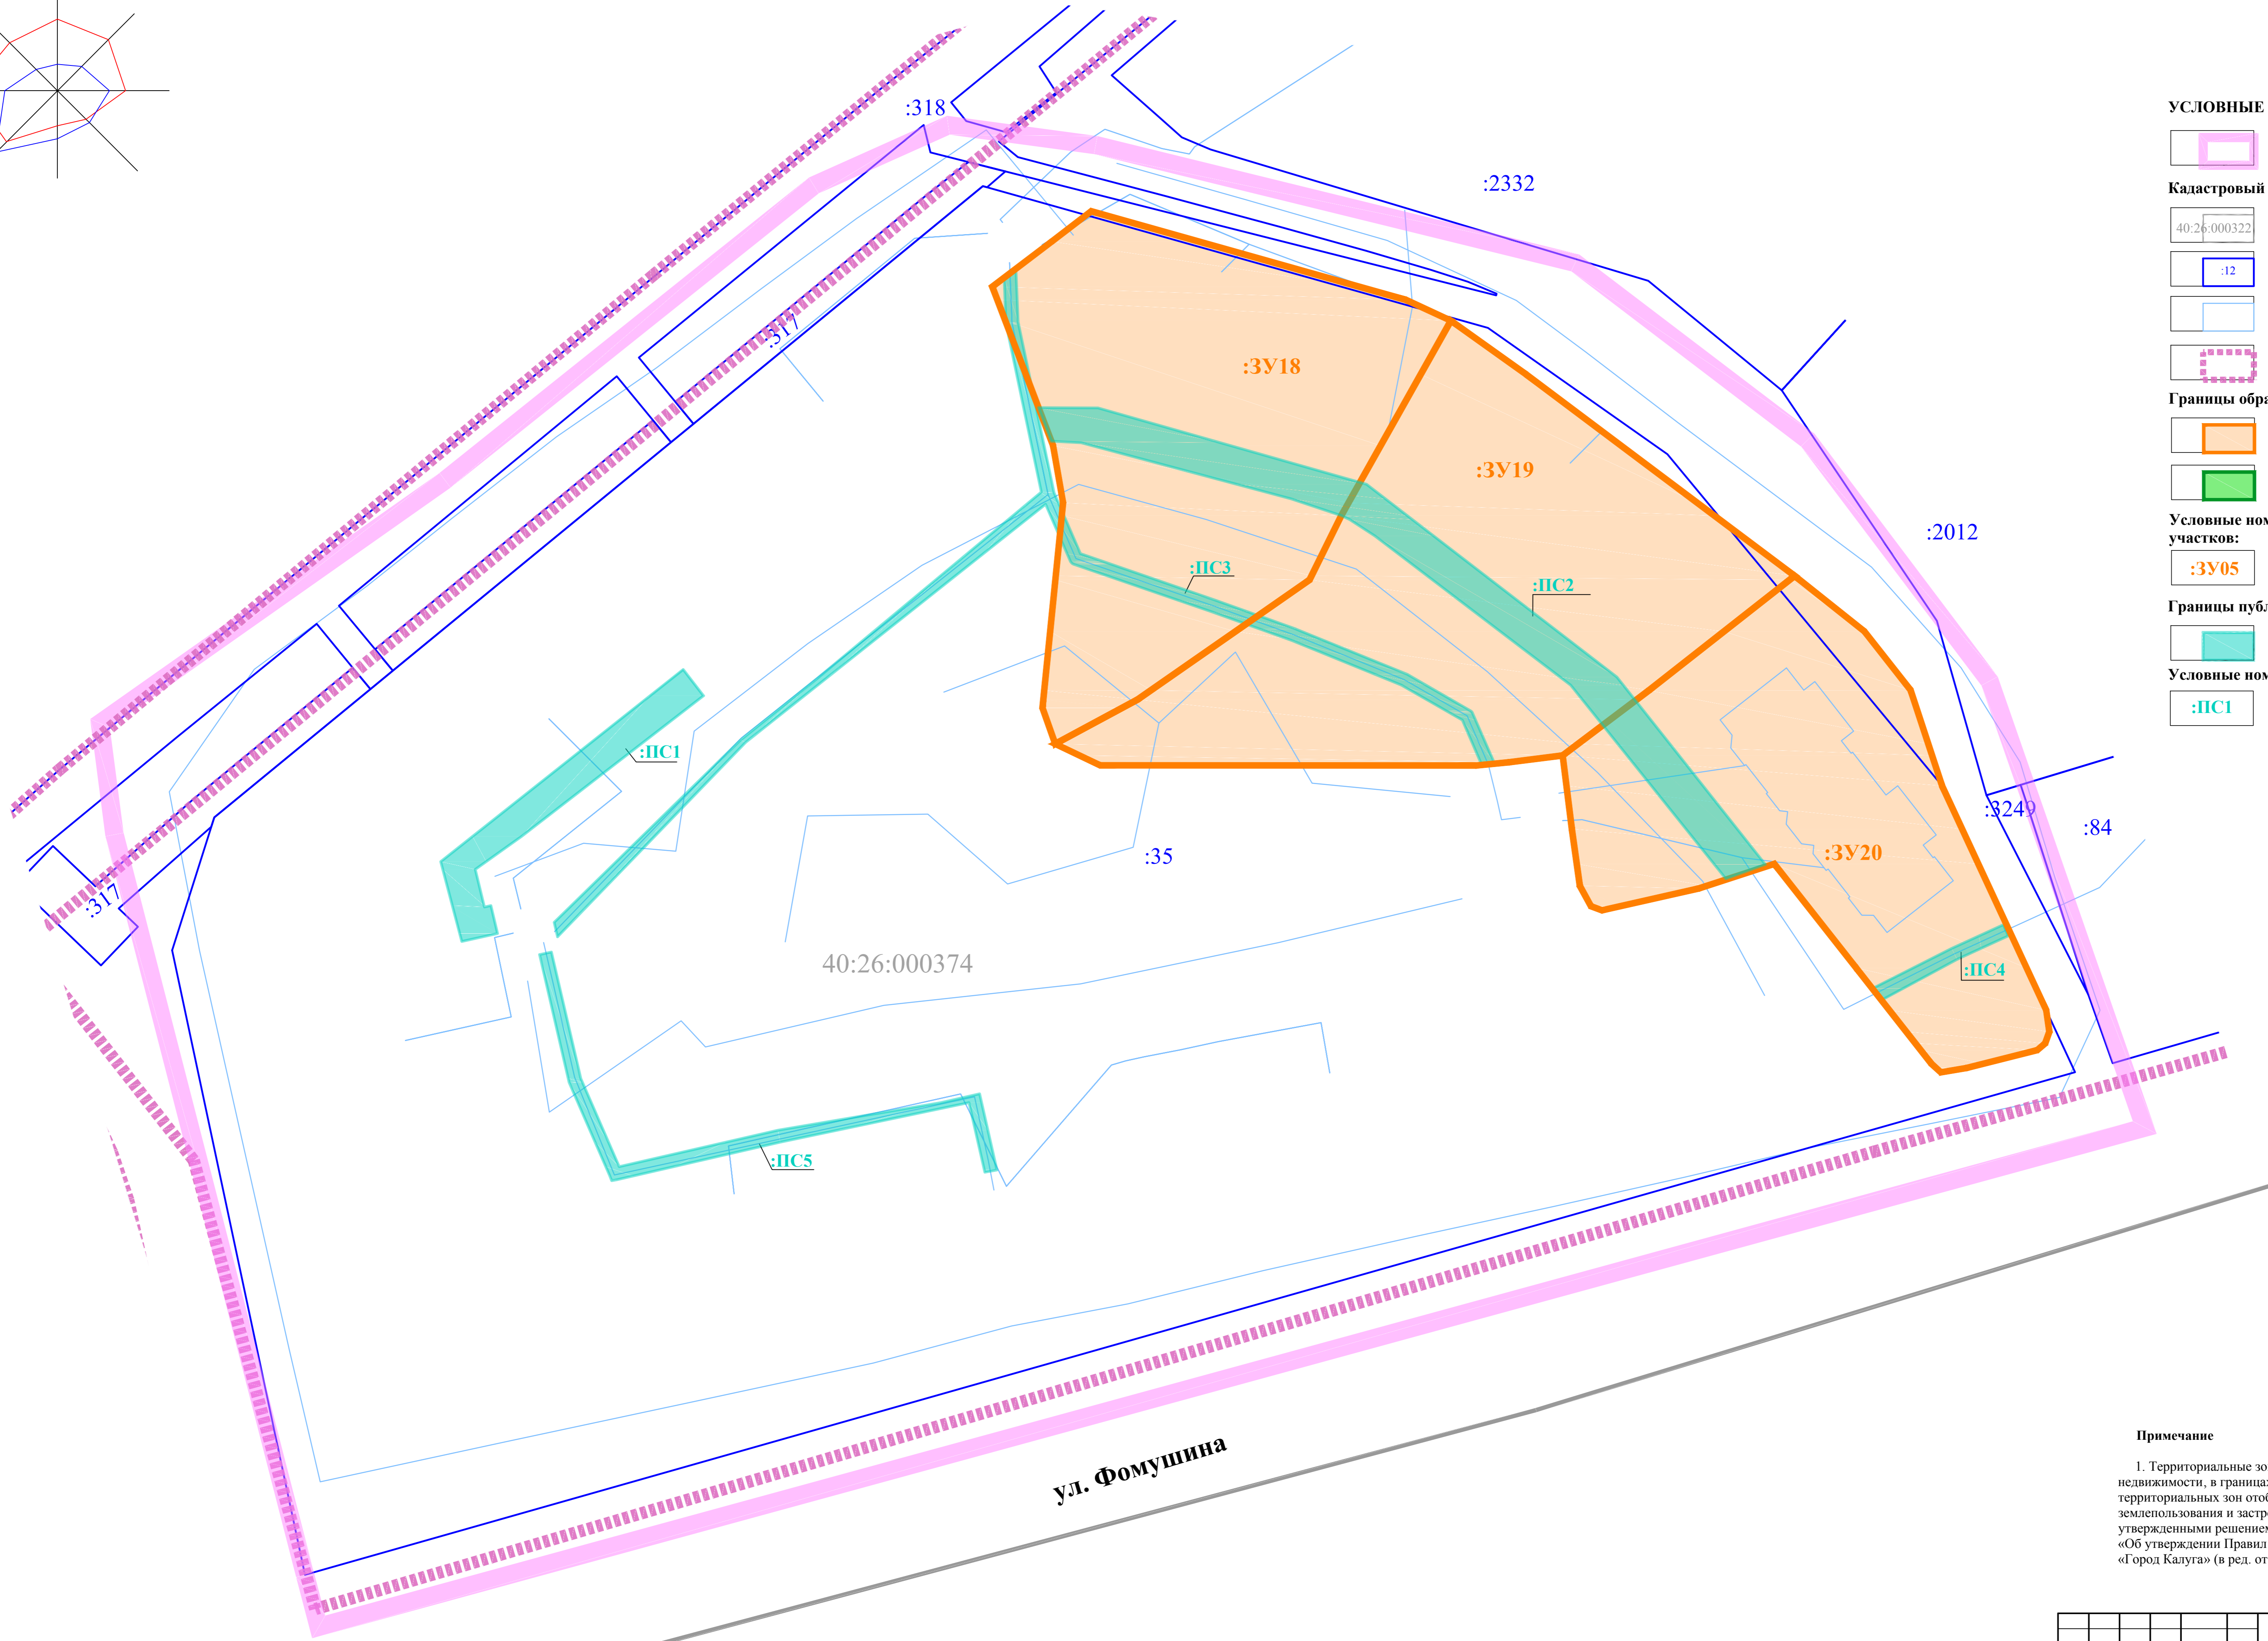 :318
:2332
:317
:ЗУ18
:ЗУ19
:2012
:ПС3
:ПС2
:ПС1
:3249
:84
:35
:ЗУ20
:317
40:26:000374
:ПС4
:ПС5
ул. Фомушина
УСЛОВНЫЕ
Кадастровый
40:26:000322
:12
Границы обра
Условные ном
участков:
:ЗУ05
Границы публ
Условные ном
:ПС1
Примечание
1. Территориальные зо
недвижимости, в граница
территориальных зон отоб
землепользования и застр
утвержденными решением
«Об утверждении Правил
«Город Калуга» (в ред. от